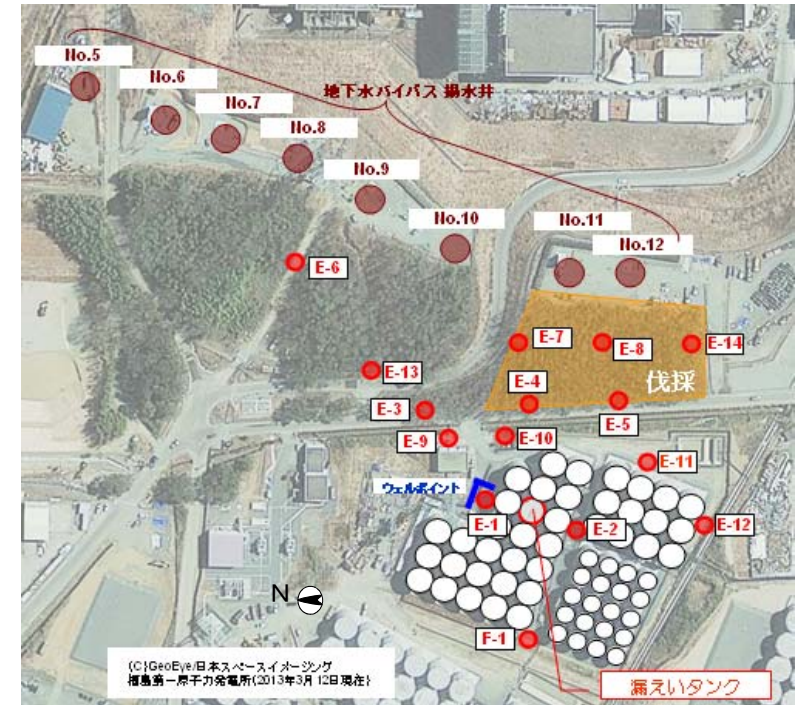 No.5
No.6
No.7
No.8
地下水バイパス 揚水井
No.9
No.10
No.11
No.12
E-6
E-7
E-8
E-14
E-13
伐採
E-4
E-3
E-5
E-9
E-10
E-11
ウェルポイント
E-1
E-2
E-12
N
F-1
(C)GeoEye/日本スペースイメージング
福島第一原子力発電所(2013年3月12日現在)
漏えいタンク